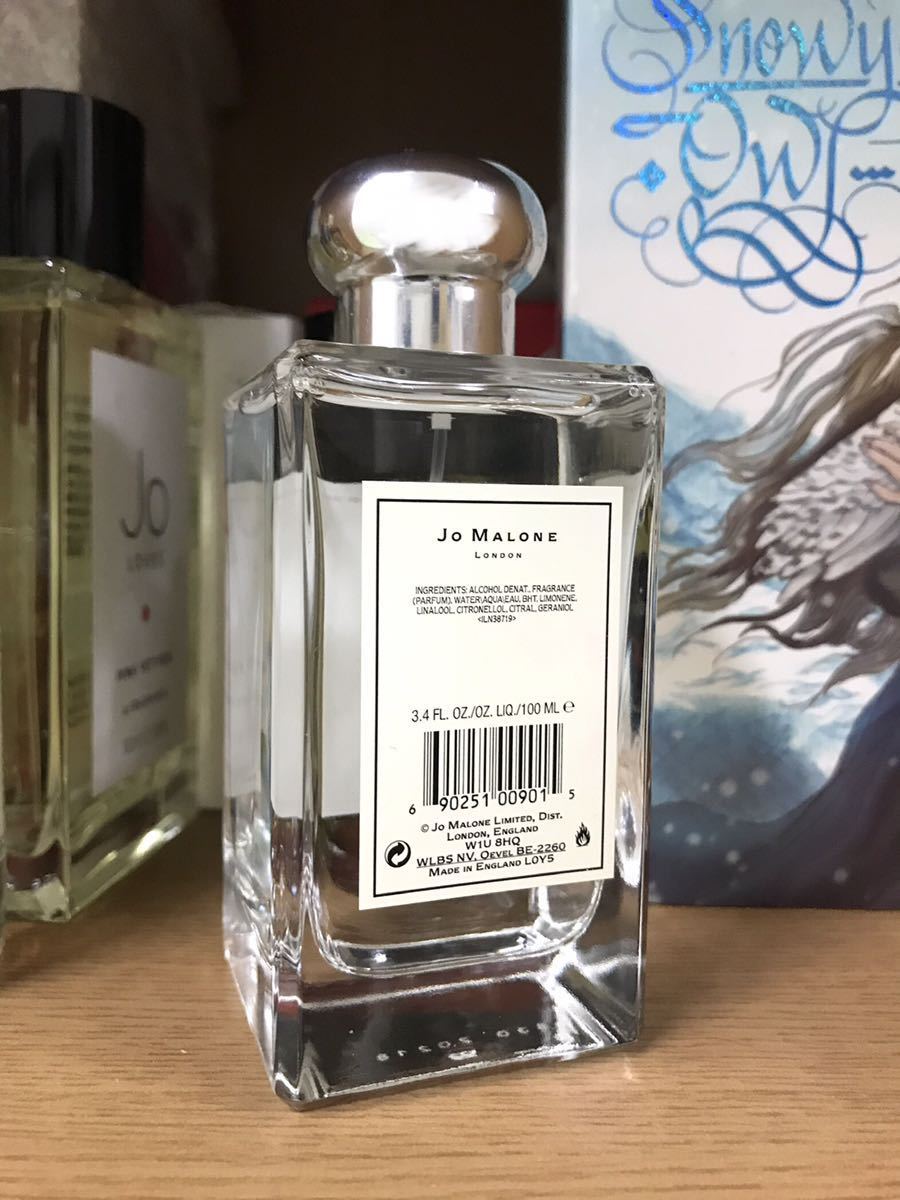 Snowy
Owl
Jo
LOVES
JO MALONE
LONDON
INGREDIENTS: ALCOHOL DENAT., FRAGRANCE
(PARFUM), WATER\AQUA\EAU, BHT, LIMONENE,
LINALOOL, CITRONELLOL, CITRAL, GERANIOL
<ILN38719>
3.4 FL. OZ./OZ. LIQ./100 ML ℮
6 90251 00901 5
© JO MALONE LIMITED, DIST.
LONDON, ENGLAND
W1U 8HQ
WLBS NV. OEVEL BE-2260
MADE IN ENGLAND L0Y5